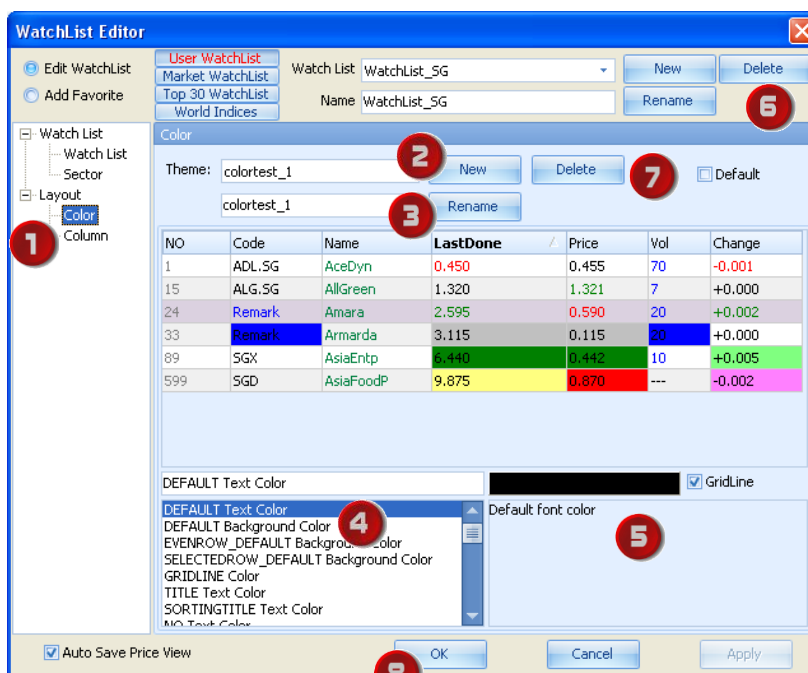 WatchList Editor
Edit WatchList
Add Favorite
User WatchList
Market WatchList
Top 30 WatchList
World Indices
Watch List WatchList_SG New Delete
Name WatchList_SG Rename 6
Watch List
Watch List
Sector
Layout
Color
1 Column
Color
Theme: colortest_1 2 New Delete 7 Default
colortest_1 3 Rename
NO Code Name LastDone Price Vol Change
1 ADL.SG AceDyn 0.450 0.455 70 -0.001
15 ALG.SG AllGreen 1.320 1.321 7 +0.000
24 Remark Amara 2.595 0.590 20 +0.002
33 Remark Armarda 3.115 0.115 20 +0.000
89 SGX AsiaEntp 6.440 0.442 10 +0.005
599 SGD AsiaFoodP 9.875 0.870 --- -0.002
DEFAULT Text Color GridLine
DEFAULT Text Color
DEFAULT Background Color 4
EVENROW_DEFAULT Background Color
SELECTEDROW_DEFAULT Background Color
GRIDLINE Color
TITLE Text Color
SORTINGTITLE Text Color
NO Text Color
Default font color
5
Auto Save Price View OK Cancel Apply